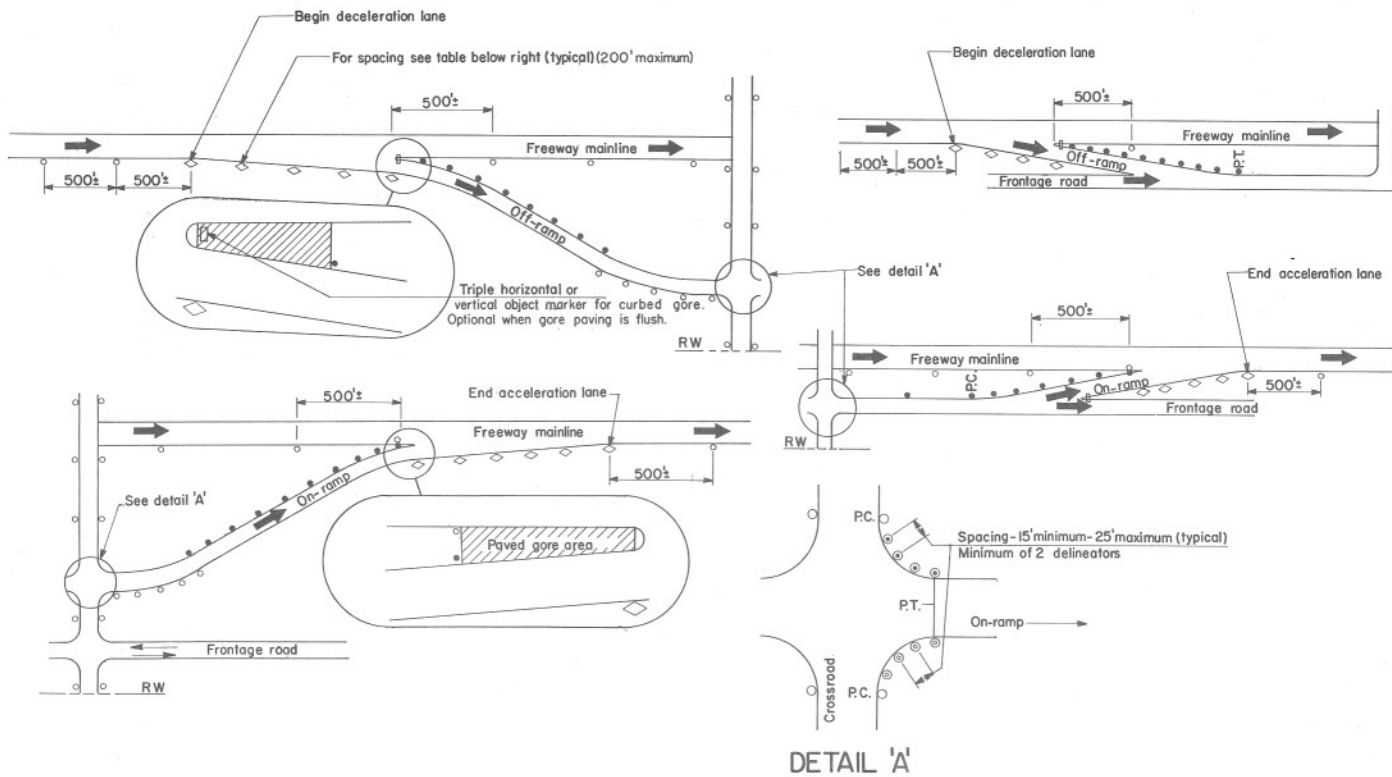 Begin deceleration lane
For spacing see table below right (typical) (200' maximum)
500'±
Freeway mainline
500'±
500'±
Off-ramp
Triple horizontal or
vertical object marker for curbed gore.
Optional when gore paving is flush.
RW
See detail 'A'
Begin deceleration lane
500'±
Freeway mainline
500'±
500'±
Off-ramp
P.T.
Frontage road
End acceleration lane
500'±
Freeway mainline
P.C.
On-ramp
500'±
Frontage road
RW
500'±
End acceleration lane
Freeway mainline
On-ramp
500'±
See detail 'A'
Paved gore area
Frontage road
RW
P.C.
Spacing-15' minimum-25' maximum (typical)
Minimum of 2 delineators
P.T.
On-ramp
P.C.
Crossroad
DETAIL 'A'